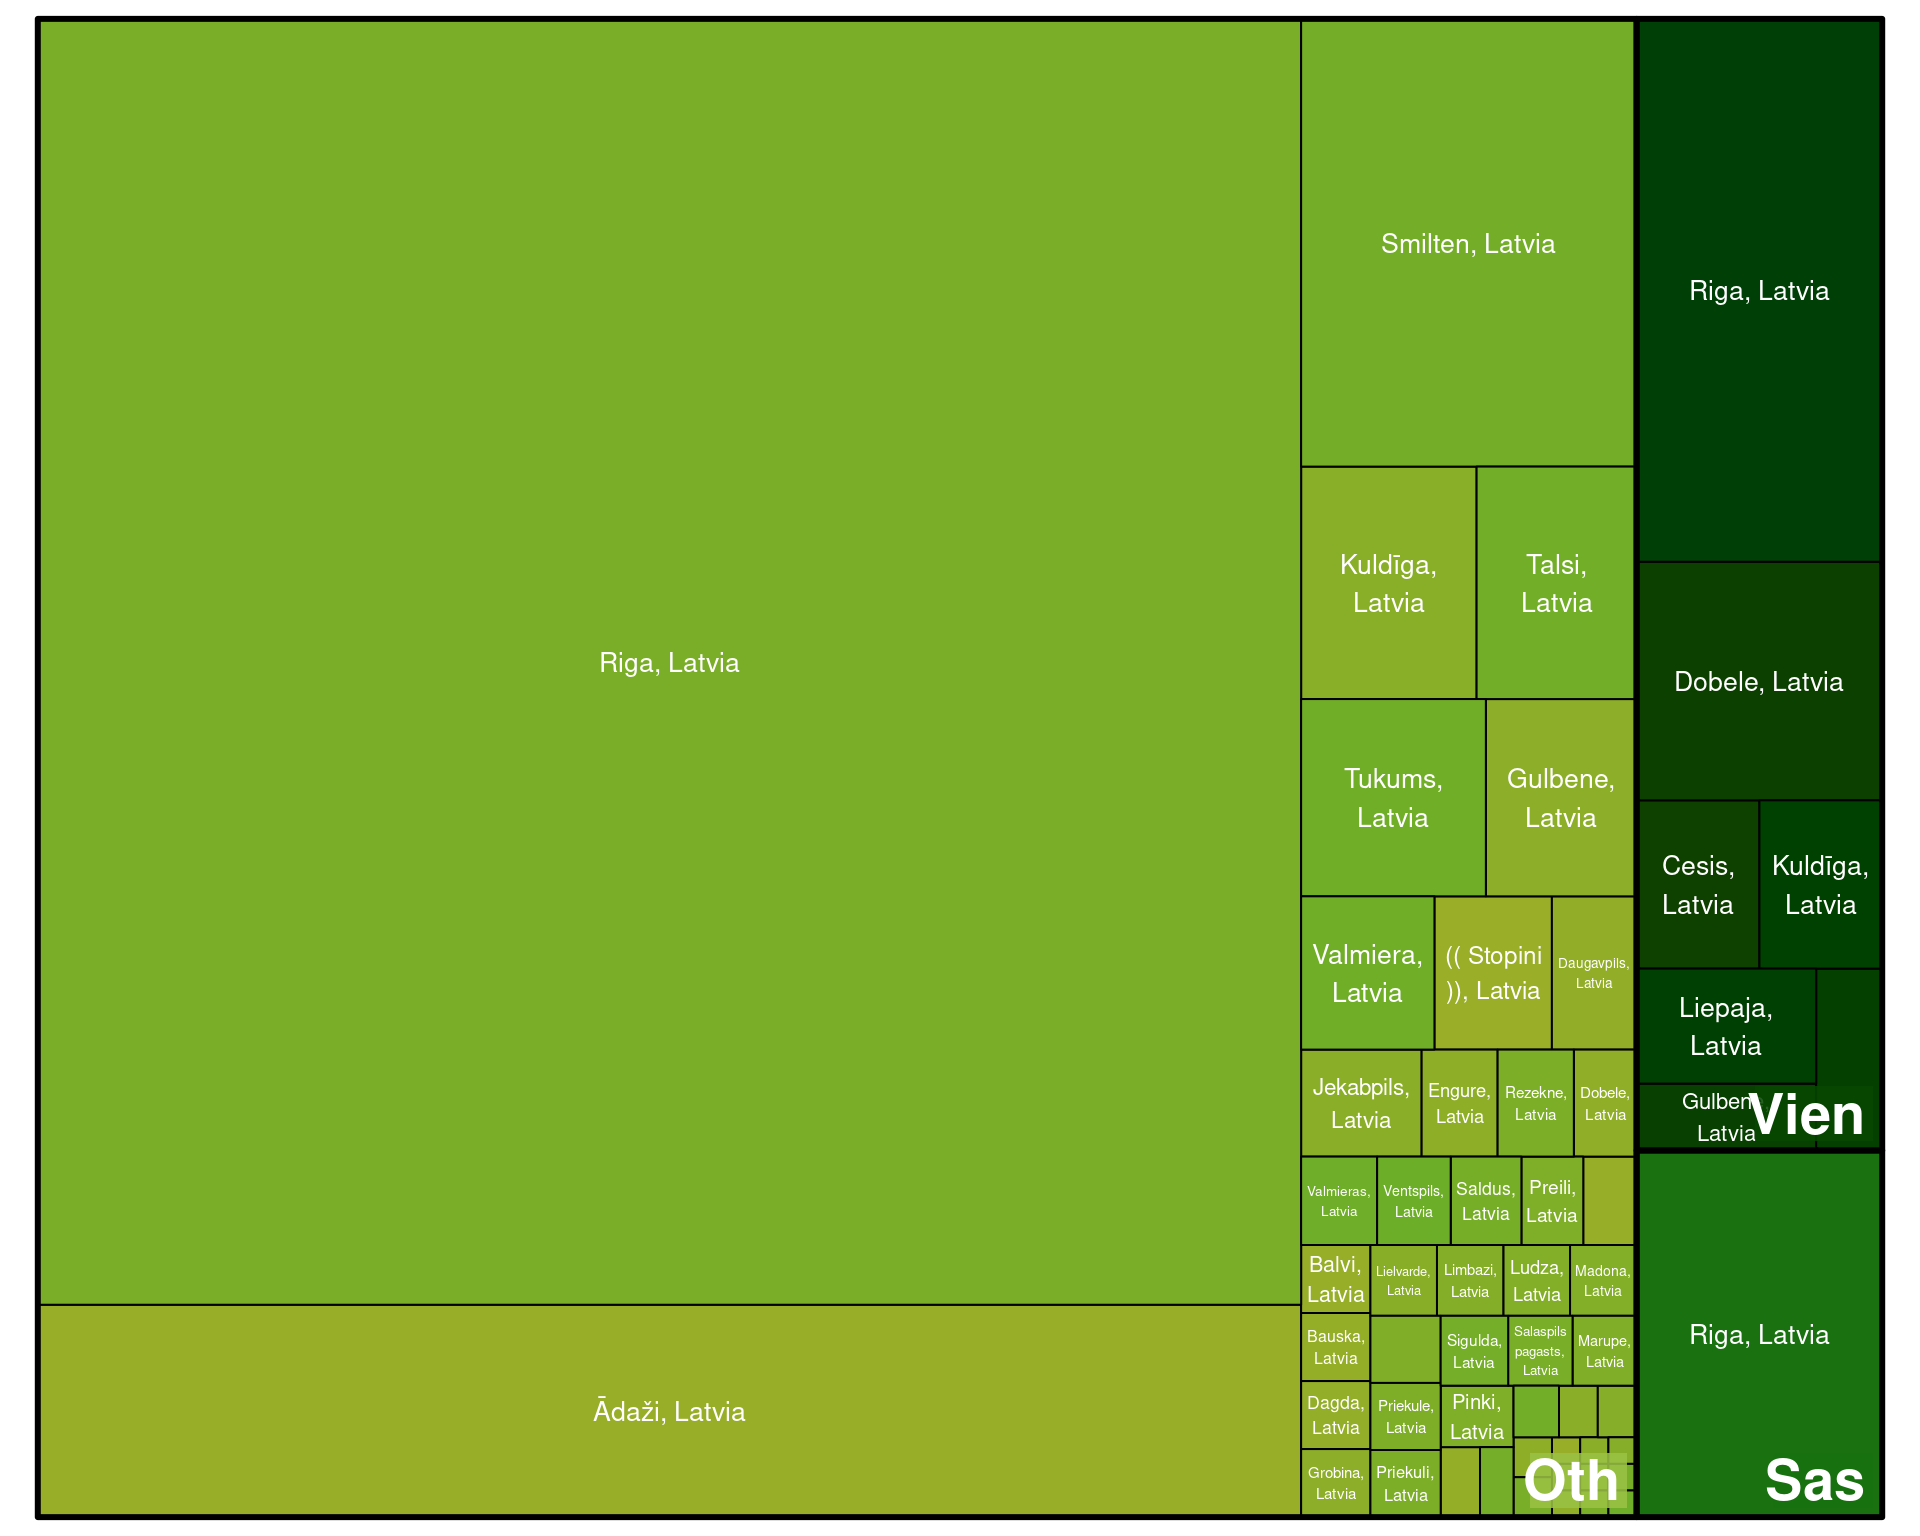 Riga, Latvia
Ādaži, Latvia
Smilten, Latvia
Kuldīga,
Latvia
Talsi,
Latvia
Tukums,
Latvia
Gulbene,
Latvia
Valmiera,
Latvia
(( Stopini
)), Latvia
Daugavpils,
Latvia
Jekabpils,
Latvia
Engure,
Latvia
Rezekne,
Latvia
Dobele,
Latvia
Valmieras,
Latvia
Ventspils,
Latvia
Saldus,
Latvia
Preili,
Latvia
Balvi,
Latvia
Lielvarde,
Latvia
Limbazi,
Latvia
Ludza,
Latvia
Madona,
Latvia
Bauska,
Latvia
Sigulda,
Latvia
Salaspils
pagasts,
Latvia
Marupe,
Latvia
Dagda,
Latvia
Priekule,
Latvia
Pinki,
Latvia
Grobina,
Latvia
Priekuli,
Latvia
Oth
Riga, Latvia
Dobele, Latvia
Cesis,
Latvia
Kuldīga,
Latvia
Liepaja,
Latvia
Gulben
Latvia
Vien
Riga, Latvia
Sas